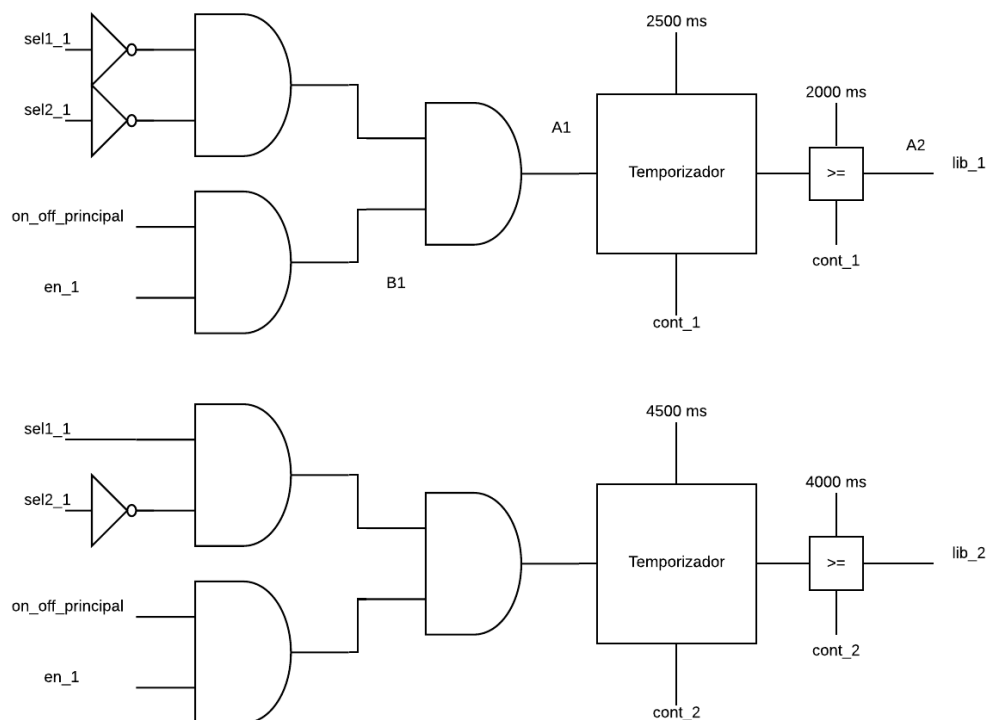 2500 ms
sel1_1
sel2_1
2000 ms
A1
A2
lib_1
Temporizador
>=
on_off_principal
en_1
B1
cont_1
cont_1
4500 ms
sel1_1
sel2_1
4000 ms
lib_2
Temporizador
>=
on_off_principal
en_1
cont_2
cont_2